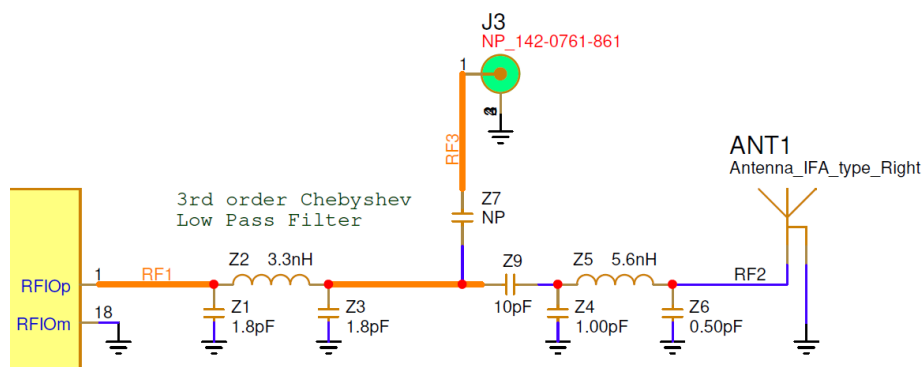 J3
NP_142-0761-861
1
RF3
ANT1
Antenna_IFA_type_Right
3rd order Chebyshev
Low Pass Filter
Z7
NP
RFIOp
1
RF1
Z2 3.3nH
Z9
10pF
Z5 5.6nH
RF2
RFIOm
18
Z1
1.8pF
Z3
1.8pF
Z4
1.00pF
Z6
0.50pF